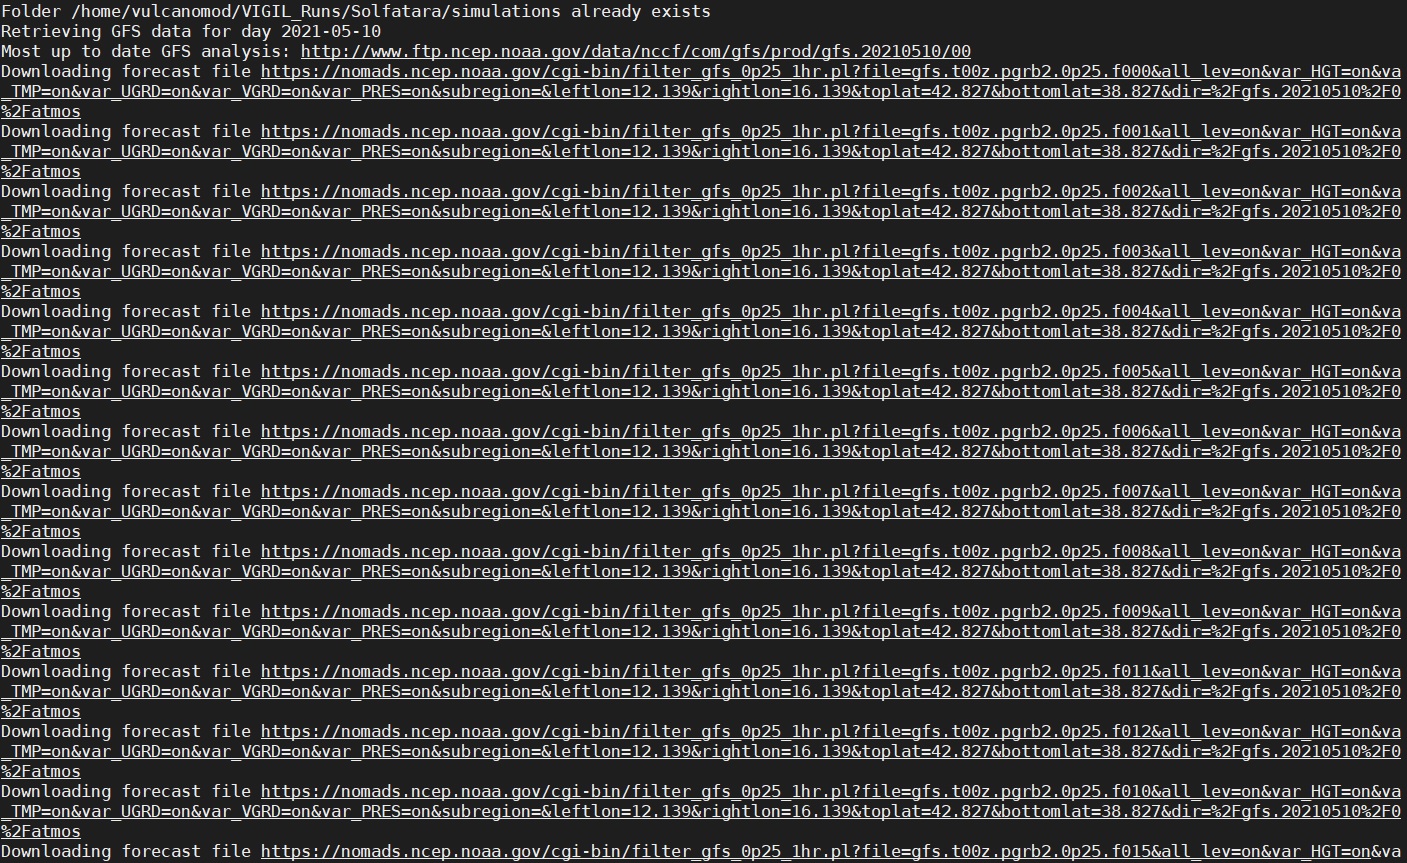 Folder /home/vulcanomod/VIGIL_Runs/Solfatara/simulations already exists
Retrieving GFS data for day 2021-05-10
Most up to date GFS analysis: http://www.ftp.ncep.noaa.gov/data/nccf/com/gfs/prod/gfs.20210510/00
Downloading forecast file https://nomads.ncep.noaa.gov/cgi-bin/filter_gfs_0p25_1hr.pl?file=gfs.t00z.pgrb2.0p25.f000&all_lev=on&var_HGT=on&va
_TMP=on&var_UGRD=on&var_VGRD=on&var_PRES=on&subregion=&leftlon=12.139&rightlon=16.139&toplat=42.827&bottomlat=38.827&dir=%2Fgfs.20210510%2F0
%2Fatmos
Downloading forecast file https://nomads.ncep.noaa.gov/cgi-bin/filter_gfs_0p25_1hr.pl?file=gfs.t00z.pgrb2.0p25.f001&all_lev=on&var_HGT=on&va
_TMP=on&var_UGRD=on&var_VGRD=on&var_PRES=on&subregion=&leftlon=12.139&rightlon=16.139&toplat=42.827&bottomlat=38.827&dir=%2Fgfs.20210510%2F0
%2Fatmos
Downloading forecast file https://nomads.ncep.noaa.gov/cgi-bin/filter_gfs_0p25_1hr.pl?file=gfs.t00z.pgrb2.0p25.f002&all_lev=on&var_HGT=on&va
_TMP=on&var_UGRD=on&var_VGRD=on&var_PRES=on&subregion=&leftlon=12.139&rightlon=16.139&toplat=42.827&bottomlat=38.827&dir=%2Fgfs.20210510%2F0
%2Fatmos
Downloading forecast file https://nomads.ncep.noaa.gov/cgi-bin/filter_gfs_0p25_1hr.pl?file=gfs.t00z.pgrb2.0p25.f003&all_lev=on&var_HGT=on&va
_TMP=on&var_UGRD=on&var_VGRD=on&var_PRES=on&subregion=&leftlon=12.139&rightlon=16.139&toplat=42.827&bottomlat=38.827&dir=%2Fgfs.20210510%2F0
%2Fatmos
Downloading forecast file https://nomads.ncep.noaa.gov/cgi-bin/filter_gfs_0p25_1hr.pl?file=gfs.t00z.pgrb2.0p25.f004&all_lev=on&var_HGT=on&va
_TMP=on&var_UGRD=on&var_VGRD=on&var_PRES=on&subregion=&leftlon=12.139&rightlon=16.139&toplat=42.827&bottomlat=38.827&dir=%2Fgfs.20210510%2F0
%2Fatmos
Downloading forecast file https://nomads.ncep.noaa.gov/cgi-bin/filter_gfs_0p25_1hr.pl?file=gfs.t00z.pgrb2.0p25.f005&all_lev=on&var_HGT=on&va
_TMP=on&var_UGRD=on&var_VGRD=on&var_PRES=on&subregion=&leftlon=12.139&rightlon=16.139&toplat=42.827&bottomlat=38.827&dir=%2Fgfs.20210510%2F0
%2Fatmos
Downloading forecast file https://nomads.ncep.noaa.gov/cgi-bin/filter_gfs_0p25_1hr.pl?file=gfs.t00z.pgrb2.0p25.f006&all_lev=on&var_HGT=on&va
_TMP=on&var_UGRD=on&var_VGRD=on&var_PRES=on&subregion=&leftlon=12.139&rightlon=16.139&toplat=42.827&bottomlat=38.827&dir=%2Fgfs.20210510%2F0
%2Fatmos
Downloading forecast file https://nomads.ncep.noaa.gov/cgi-bin/filter_gfs_0p25_1hr.pl?file=gfs.t00z.pgrb2.0p25.f007&all_lev=on&var_HGT=on&va
_TMP=on&var_UGRD=on&var_VGRD=on&var_PRES=on&subregion=&leftlon=12.139&rightlon=16.139&toplat=42.827&bottomlat=38.827&dir=%2Fgfs.20210510%2F0
%2Fatmos
Downloading forecast file https://nomads.ncep.noaa.gov/cgi-bin/filter_gfs_0p25_1hr.pl?file=gfs.t00z.pgrb2.0p25.f008&all_lev=on&var_HGT=on&va
_TMP=on&var_UGRD=on&var_VGRD=on&var_PRES=on&subregion=&leftlon=12.139&rightlon=16.139&toplat=42.827&bottomlat=38.827&dir=%2Fgfs.20210510%2F0
%2Fatmos
Downloading forecast file https://nomads.ncep.noaa.gov/cgi-bin/filter_gfs_0p25_1hr.pl?file=gfs.t00z.pgrb2.0p25.f009&all_lev=on&var_HGT=on&va
_TMP=on&var_UGRD=on&var_VGRD=on&var_PRES=on&subregion=&leftlon=12.139&rightlon=16.139&toplat=42.827&bottomlat=38.827&dir=%2Fgfs.20210510%2F0
%2Fatmos
Downloading forecast file https://nomads.ncep.noaa.gov/cgi-bin/filter_gfs_0p25_1hr.pl?file=gfs.t00z.pgrb2.0p25.f011&all_lev=on&var_HGT=on&va
_TMP=on&var_UGRD=on&var_VGRD=on&var_PRES=on&subregion=&leftlon=12.139&rightlon=16.139&toplat=42.827&bottomlat=38.827&dir=%2Fgfs.20210510%2F0
%2Fatmos
Downloading forecast file https://nomads.ncep.noaa.gov/cgi-bin/filter_gfs_0p25_1hr.pl?file=gfs.t00z.pgrb2.0p25.f012&all_lev=on&var_HGT=on&va
_TMP=on&var_UGRD=on&var_VGRD=on&var_PRES=on&subregion=&leftlon=12.139&rightlon=16.139&toplat=42.827&bottomlat=38.827&dir=%2Fgfs.20210510%2F0
%2Fatmos
Downloading forecast file https://nomads.ncep.noaa.gov/cgi-bin/filter_gfs_0p25_1hr.pl?file=gfs.t00z.pgrb2.0p25.f010&all_lev=on&var_HGT=on&va
_TMP=on&var_UGRD=on&var_VGRD=on&var_PRES=on&subregion=&leftlon=12.139&rightlon=16.139&toplat=42.827&bottomlat=38.827&dir=%2Fgfs.20210510%2F0
%2Fatmos
Downloading forecast file https://nomads.ncep.noaa.gov/cgi-bin/filter_gfs_0p25_1hr.pl?file=gfs.t00z.pgrb2.0p25.f015&all_lev=on&var_HGT=on&va